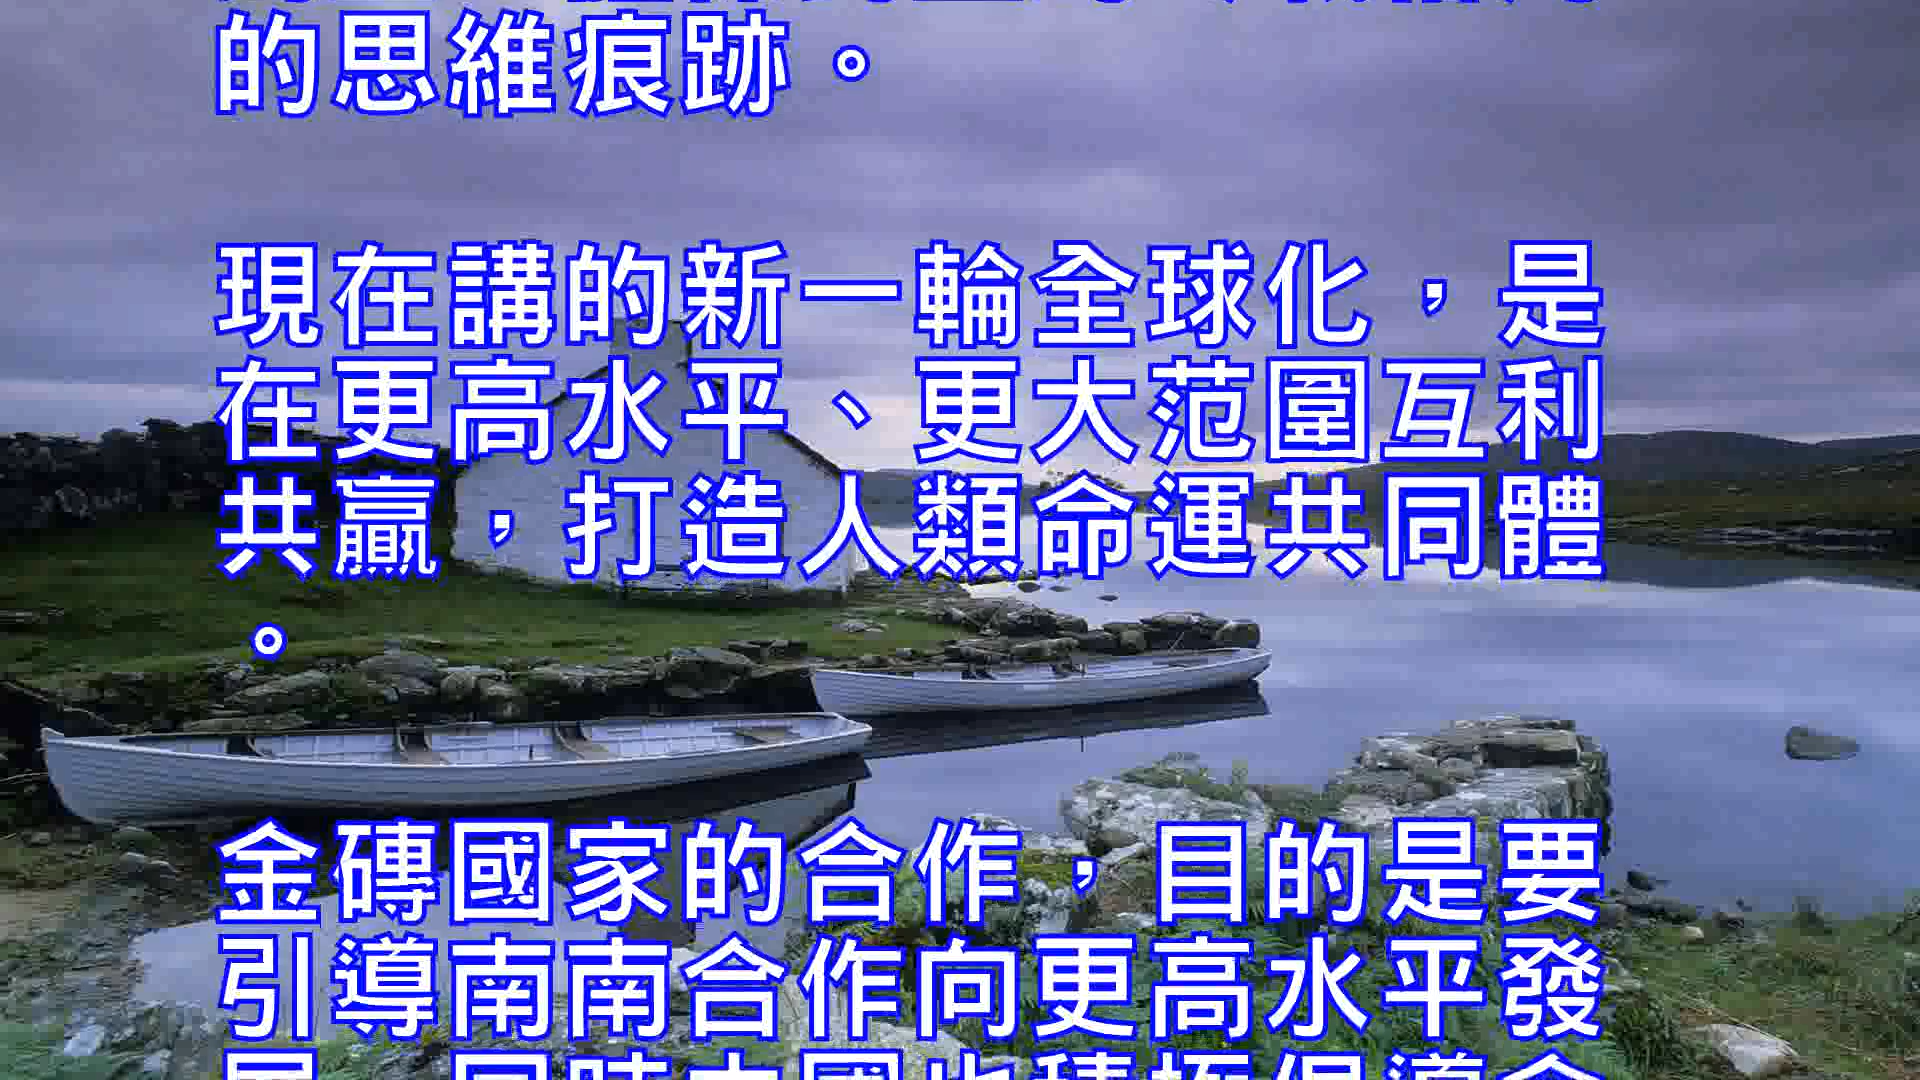 的思維痕跡。
現在講的新一輪全球化，是
在更高水平、更大范圍互利
共贏，打造人類命運共同體
。
金磚國家的合作，目的是要
引導南南合作向更高水平發